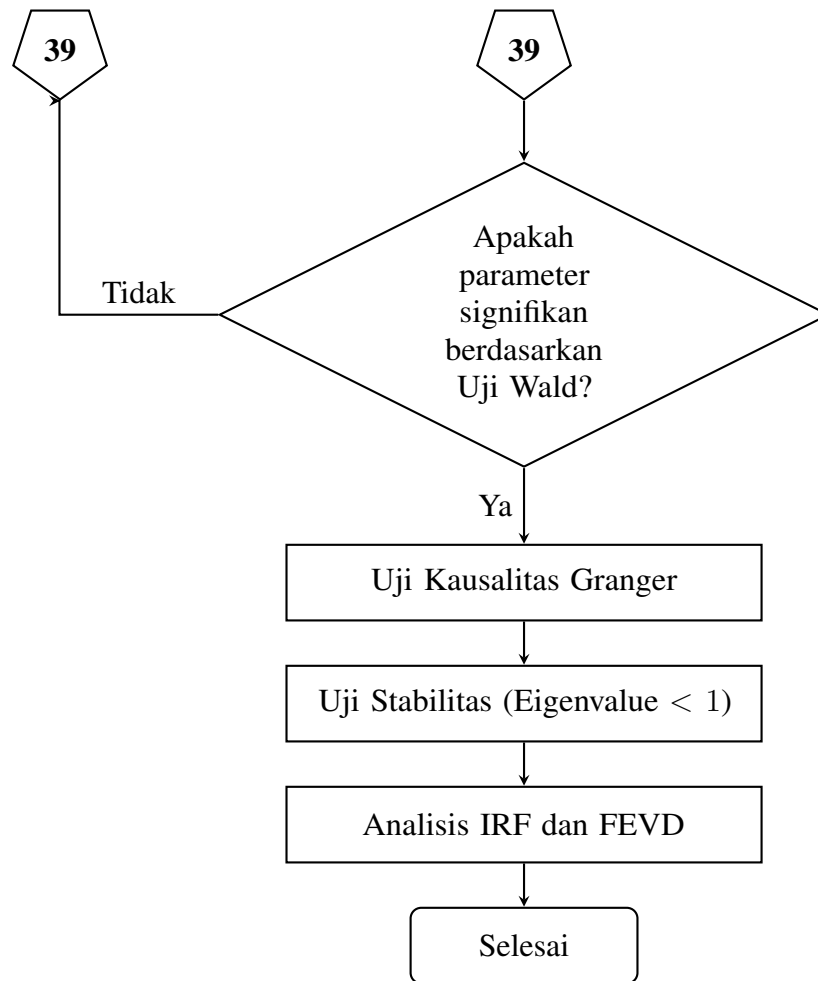 39
39
Apakah
parameter
signifikan
berdasarkan
Uji Wald?
Tidak
Ya
Uji Kausalitas Granger
Uji Stabilitas (Eigenvalue < 1)
Analisis IRF dan FEVD
Selesai